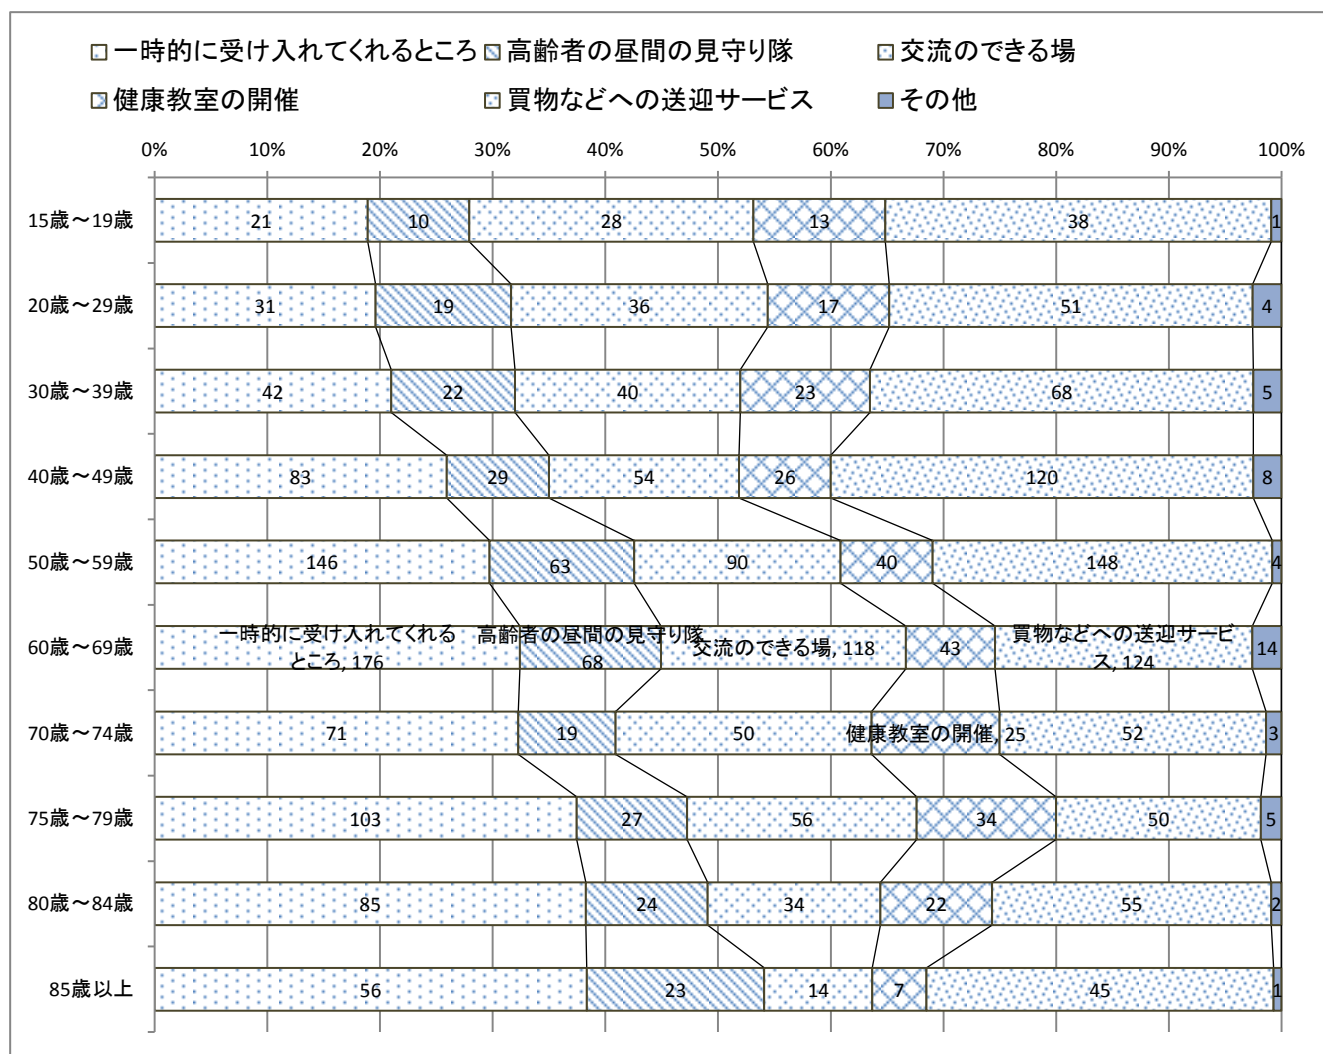 一時的に受け入れてくれるところ 高齢者の昼間の見守り隊 交流のできる場
健康教室の開催 買物などへの送迎サービス その他
0% 10% 20% 30% 40% 50% 60% 70% 80% 90% 100%
15歳～19歳 21 10 28 13 38 1
20歳～29歳 31 19 36 17 51 4
30歳～39歳 42 22 40 23 68 5
40歳～49歳 83 29 54 26 120 8
50歳～59歳 146 63 90 40 148 4
60歳～69歳 一時的に受け入れてくれる
ところ, 176 高齢者の昼間の見守り隊
68 交流のできる場, 118 43 買物などへの送迎サービ
ス, 124 14
70歳～74歳 71 19 50 健康教室の開催, 25 52 3
75歳～79歳 103 27 56 34 50 5
80歳～84歳 85 24 34 22 55 2
85歳以上 56 23 14 7 45 1